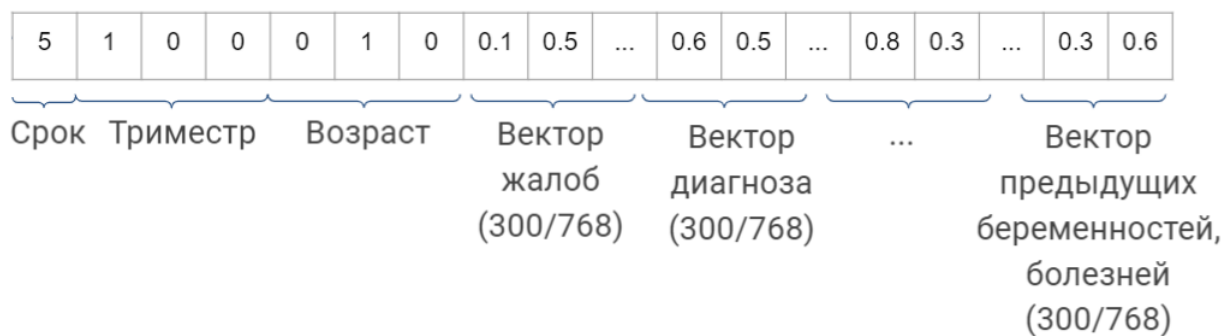 5 1 0 0 0 1 0 0.1 0.5 ... 0.6 0.5 ... 0.8 0.3 ... 0.3 0.6
Срок Триместр Возраст Вектор Вектор ... Вектор
жалоб диагноза предыдущих
(300/768) (300/768) беременностей,
болезней
(300/768)